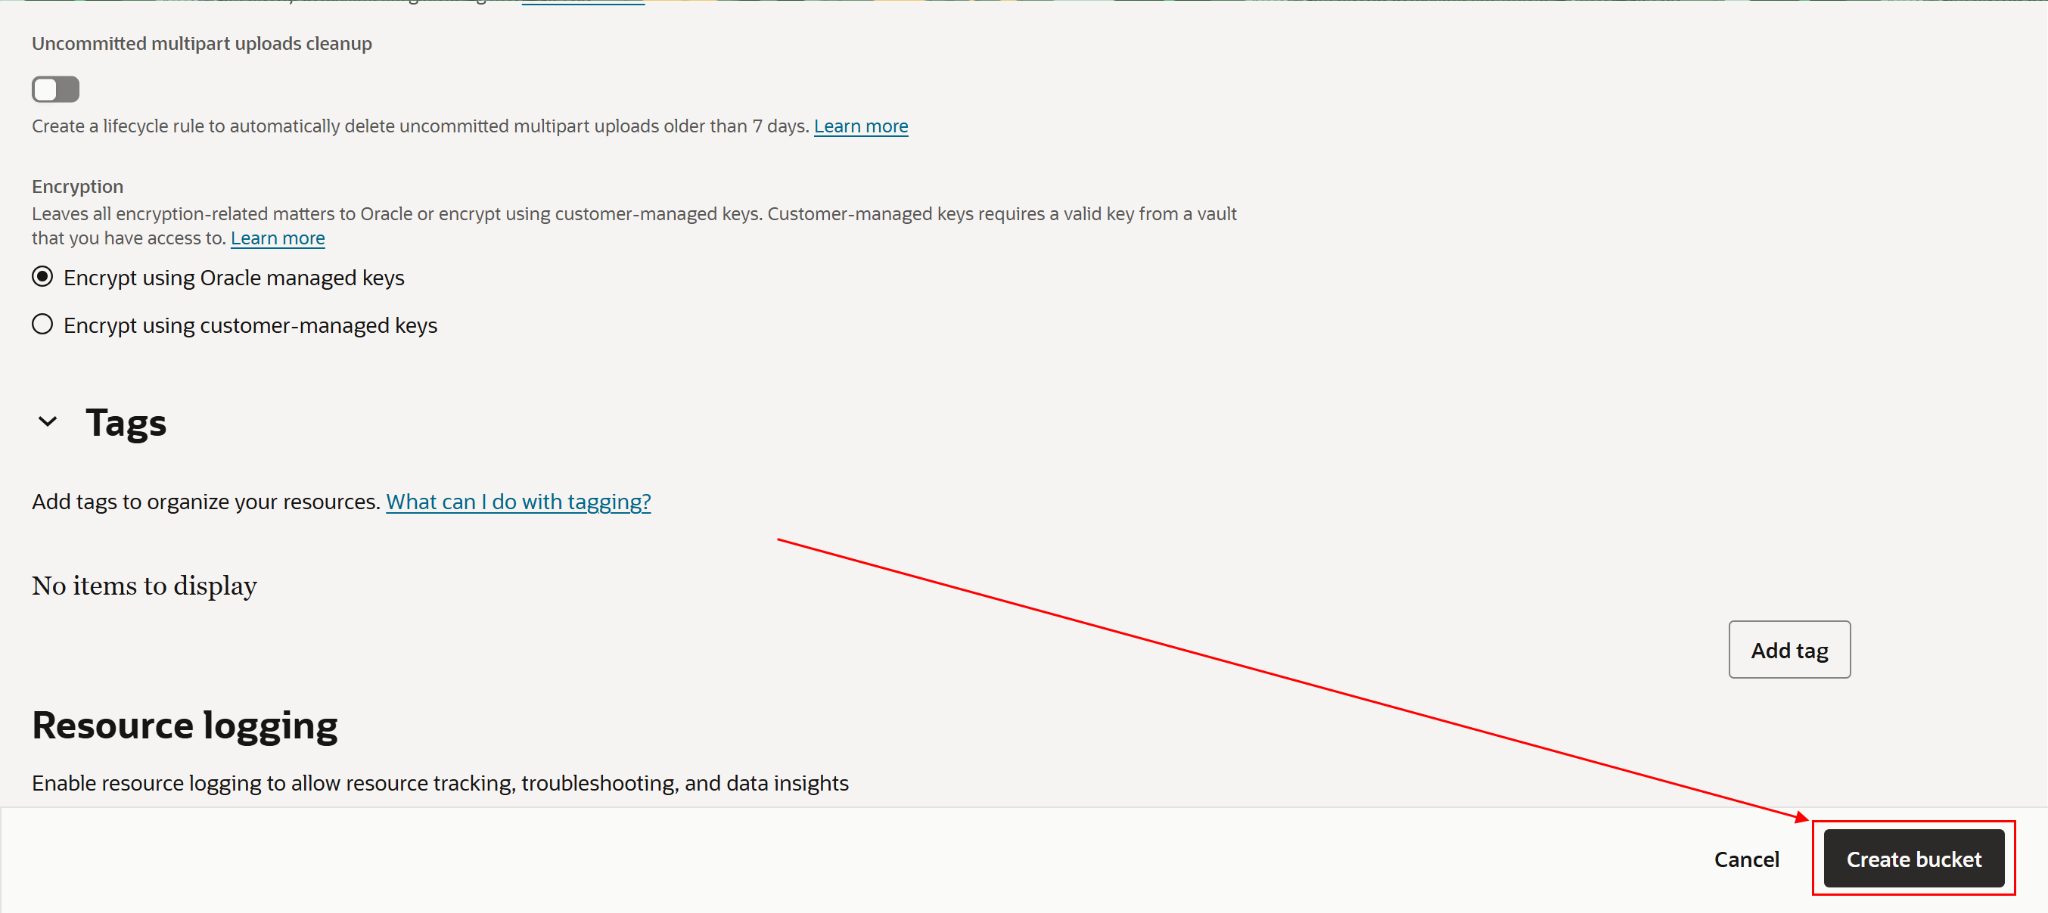 Uncommitted multipart uploads cleanup
Create a lifecycle rule to automatically delete uncommitted multipart uploads older than 7 days. Learn more
Encryption
Leaves all encryption-related matters to Oracle or encrypt using customer-managed keys. Customer-managed keys requires a valid key from a vault
that you have access to. Learn more
Encrypt using Oracle managed keys
Encrypt using customer-managed keys
Tags
Add tags to organize your resources. What can I do with tagging?
No items to display
Add tag
Resource logging
Enable resource logging to allow resource tracking, troubleshooting, and data insights
Cancel
Create bucket